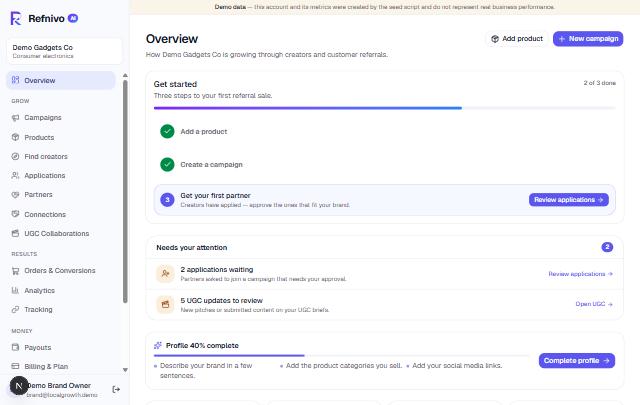 Demo data — this account and its metrics were created by the seed script and do not represent real business performance.
Refnivo AI
Demo Gadgets Co
Consumer electronics
Overview
GROW
Campaigns
Products
Find creators
Applications
Partners
Connections
UGC Collaborations
RESULTS
Orders & Conversions
Analytics
Tracking
MONEY
Payouts
Billing & Plan
N
Demo Brand Owner
brand@localgrowth.demo
Overview
How Demo Gadgets Co is growing through creators and customer referrals.
Add product
+ New campaign
Get started
2 of 3 done
Three steps to your first referral sale.
Add a product
Create a campaign
3
Get your first partner
Creators have applied — approve the ones that fit your brand.
Review applications →
Needs your attention
2
2 applications waiting
Partners asked to join a campaign that needs your approval.
Review applications →
5 UGC updates to review
New pitches or submitted content on your UGC briefs.
Open UGC →
Profile 40% complete
• Describe your brand in a few sentences.
• Add the product categories you sell.
• Add your social media links.
Complete profile →